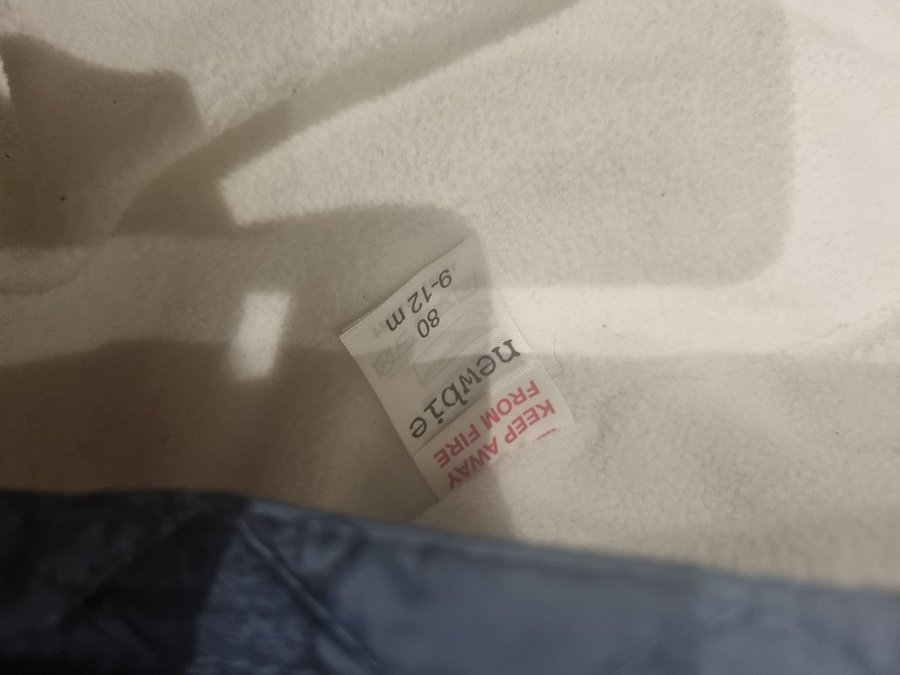 newbie
80
9-12 m
KEEP AWAY
FROM FIRE